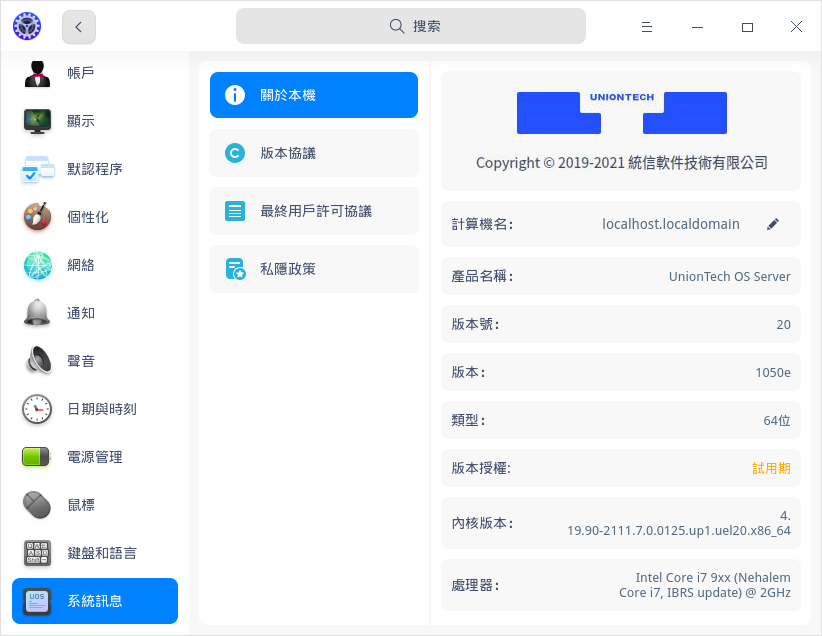 搜索
帳戶
顯示
默認程序
個性化
網絡
通知
聲音
日期與時刻
電源管理
鼠標
鍵盤和語言
UOS
系統訊息
關於本機
版本協議
最終用戶許可協議
私隱政策
UNIONTECH
Copyright © 2019-2021 統信軟件技術有限公司
計算機名： localhost.localdomain
產品名稱： UnionTech OS Server
版本號： 20
版本： 1050e
類型： 64位
版本授權: 試用期
內核版本： 4.
19.90-2111.7.0.0125.up1.uel20.x86_64
處理器： Intel Core i7 9xx (Nehalem
Core i7, IBRS update) @ 2GHz